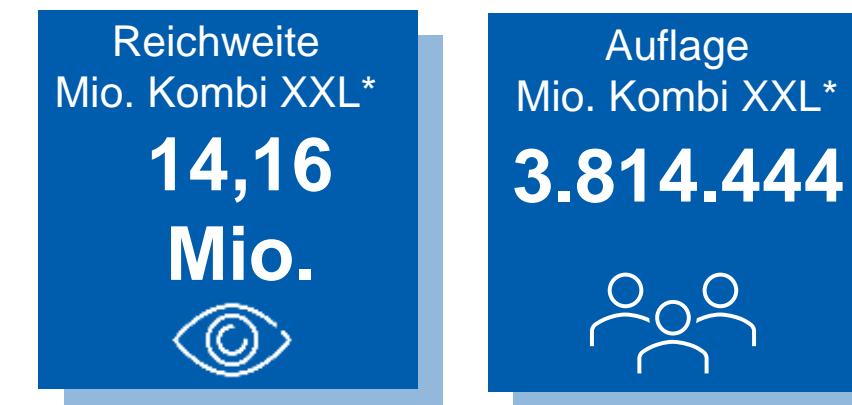 Reichweite
Mio. Kombi XXL*
14,16
Mio.
Auflage
Mio. Kombi XXL*
3.814.444